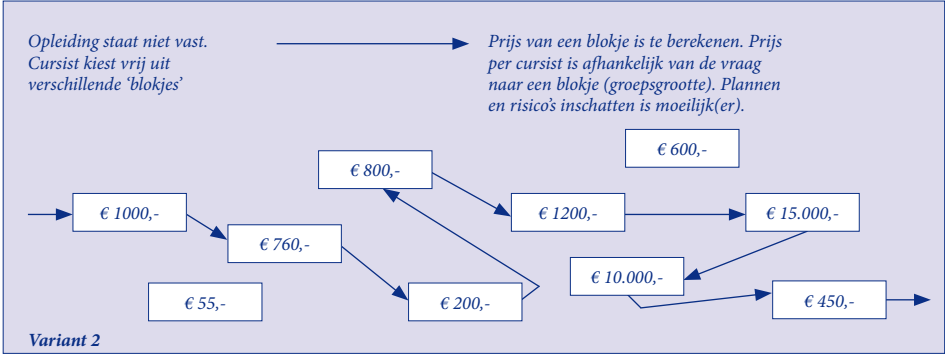 Opleiding staat niet vast.
Cursist kiest vrij uit
verschillende ‘blokjes’
Prijs van een blokje is te berekenen. Prijs
per cursist is afhankelijk van de vraag
naar een blokje (groepsgrootte). Plannen
en risico’s inschatten is moeilijk(er).
€ 600,-
€ 800,-
€ 1000,-
€ 1200,-
€ 15.000,-
€ 760,-
€ 10.000,-
€ 55,-
€ 200,-
€ 450,-
Variant 2